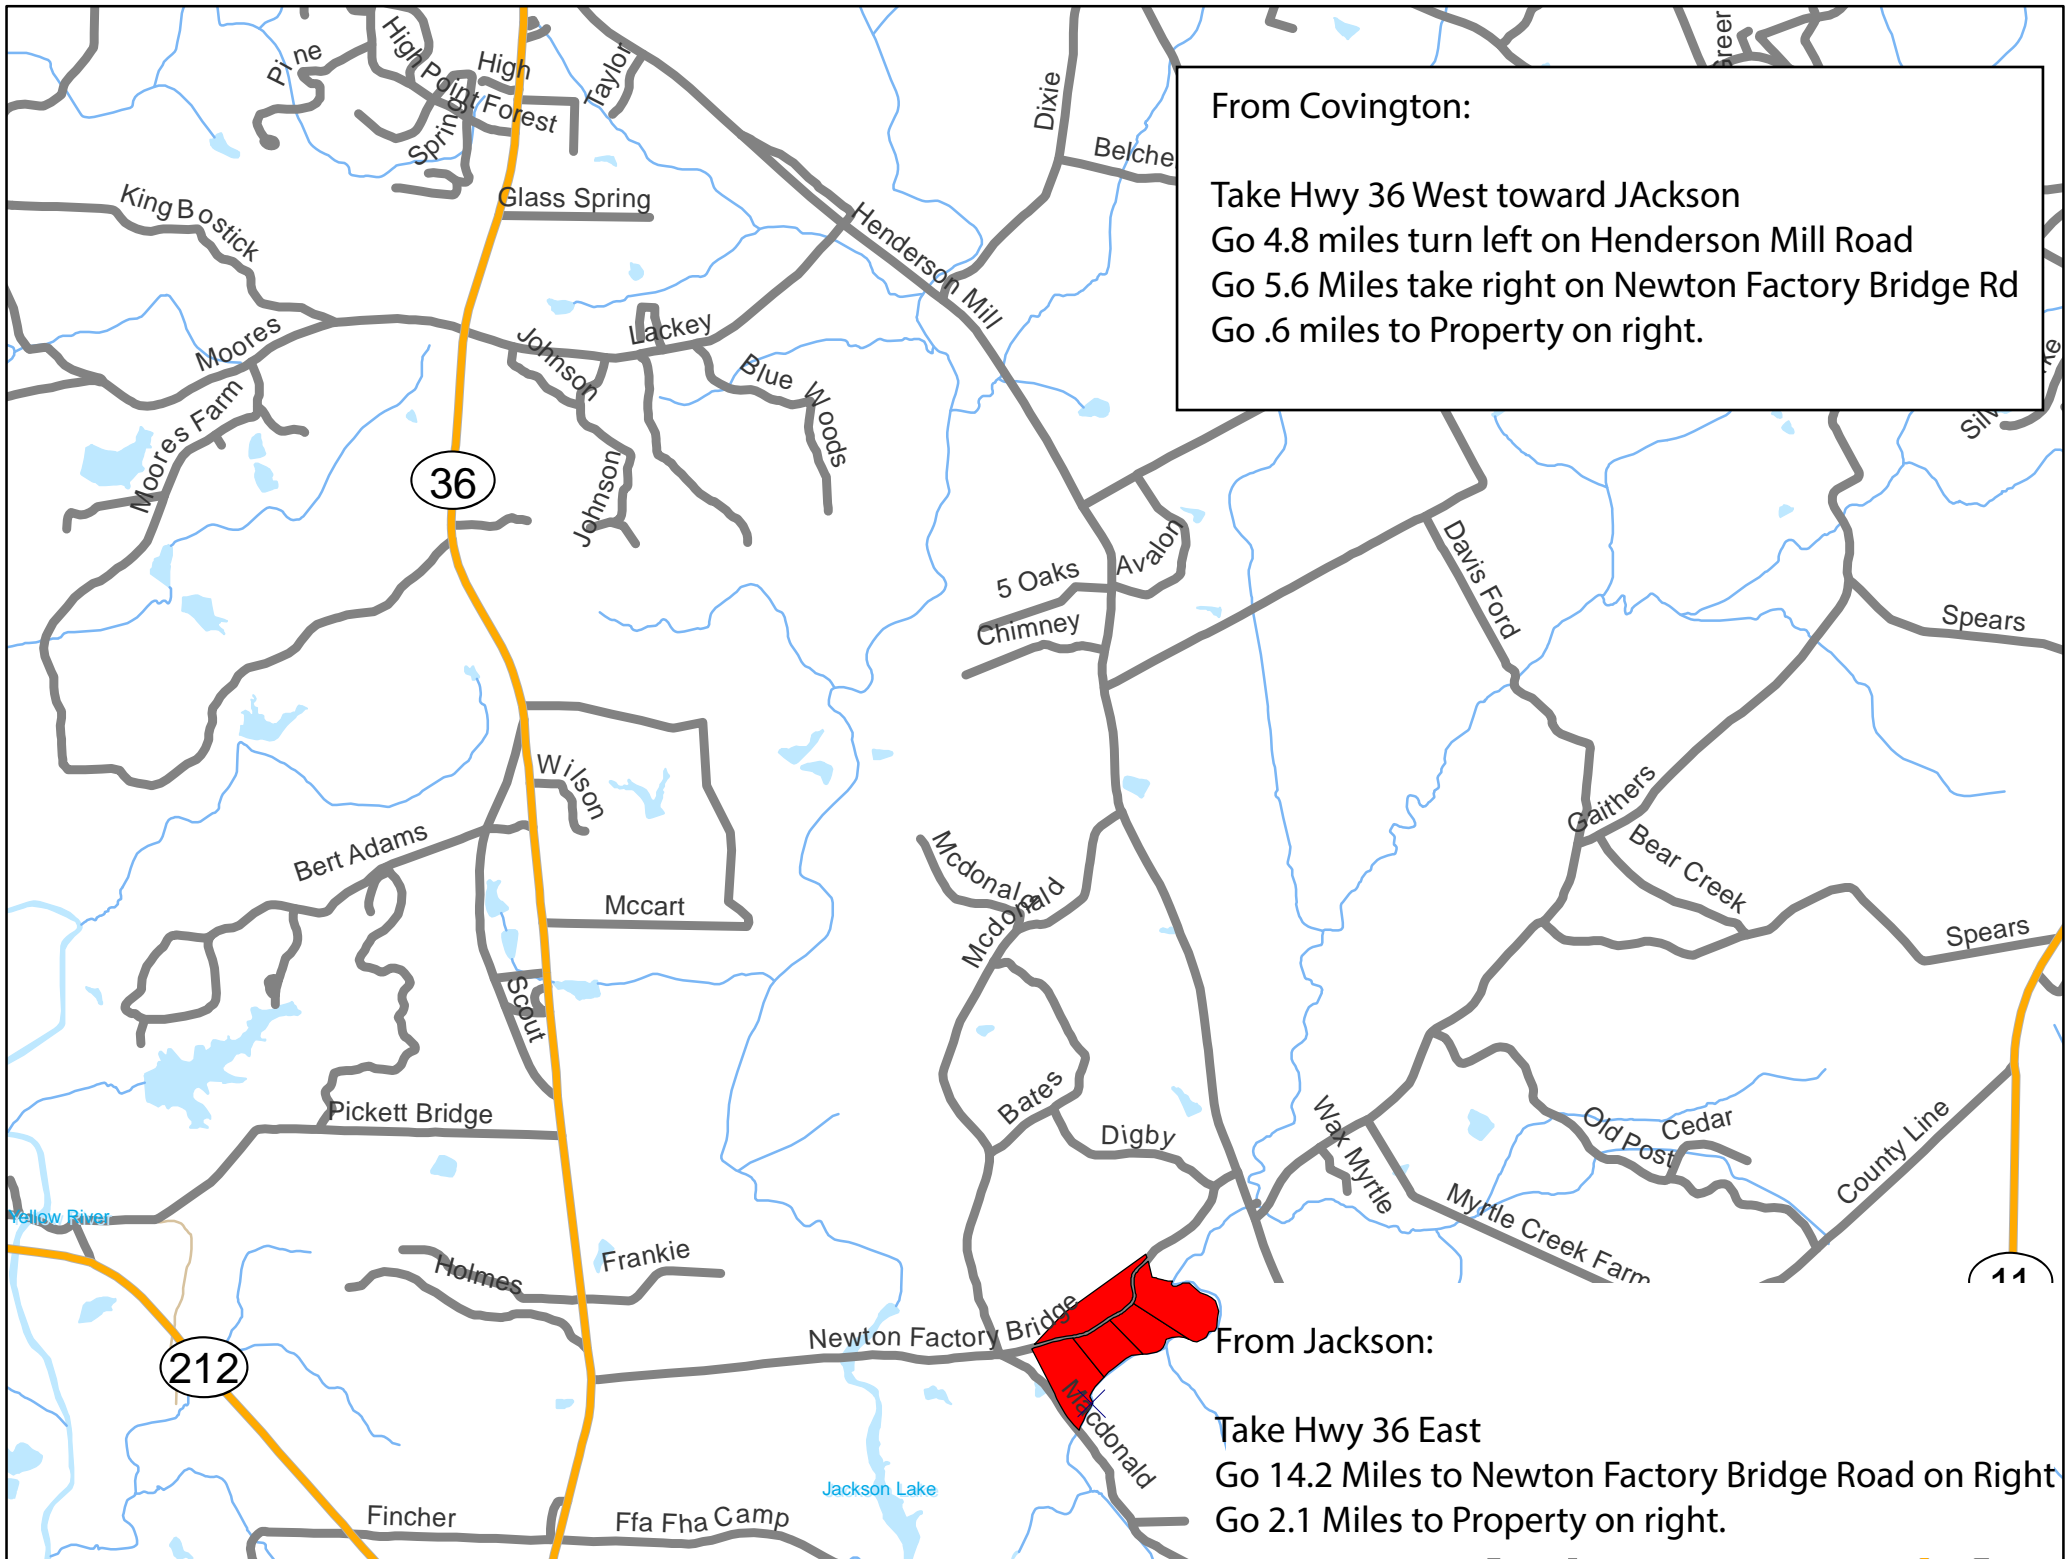 Pine
High Point Forest
High
Spring
Taylor
Dixie
Belche
Greer
From Covington:
Take Hwy 36 West toward JAckson
Go 4.8 miles turn left on Henderson Mill Road
Go 5.6 Miles take right on Newton Factory Bridge Rd
Go .6 miles to Property on right.
King Bostick
Glass Spring
Henderson Mill
Moores
Johnson
Lackey
Blue Woods
Moores Farm
36
Johnson
Avalon
5 Oaks
Chimney
Davis Ford
Spears
Wilson
Bert Adams
Mccart
Mcdonald
Mcdonald
Gaithers
Bear Creek
Spears
Scout
Bates
Digby
Pickett Bridge
Wax Myrtle
Old Post
Cedar
County Line
Myrtle Creek Farm
Yellow River
Holmes
Frankie
11
Newton Factory Bridge
212
Macdonald
From Jackson:
Take Hwy 36 East
Go 14.2 Miles to Newton Factory Bridge Road on Right
Go 2.1 Miles to Property on right.
Jackson Lake
Fincher
Ffa Fha Camp